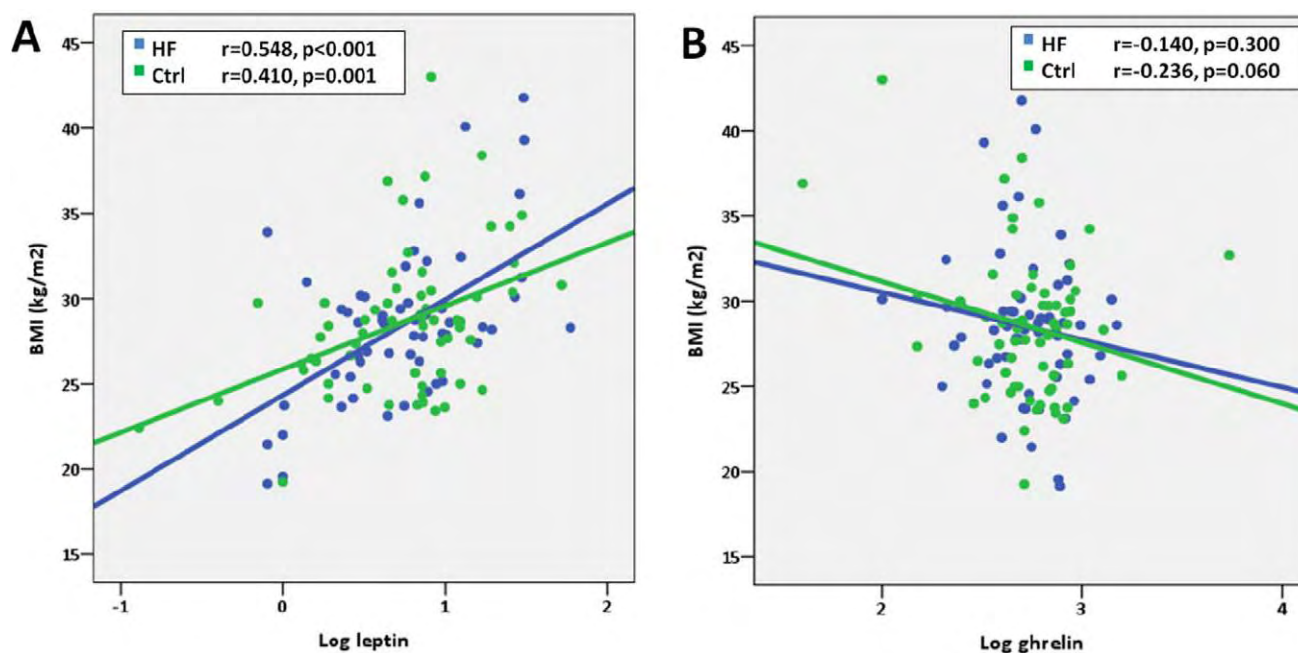 A
HF r=0.548, p<0.001
Ctrl r=0.410, p=0.001
45
40
35
30
25
20
15
BMI (kg/m2)
-1 0 1 2
Log leptin
B
HF r=-0.140, p=0.300
Ctrl r=-0.236, p=0.060
45
40
35
30
25
20
15
BMI (kg/m2)
2 3 4
Log ghrelin